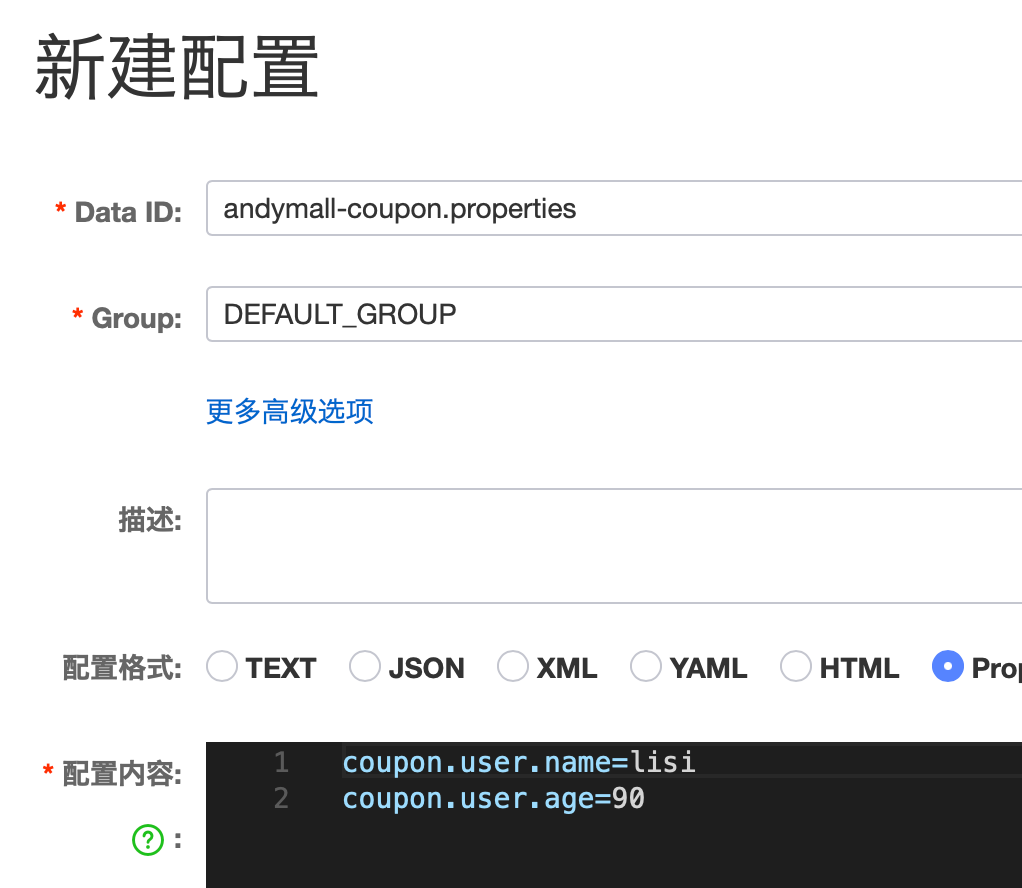 新建配置
* Data ID: andymall-coupon.properties
* Group: DEFAULT_GROUP
更多高级选项
描述:
配置格式: TEXT JSON XML YAML HTML Prop
* 配置内容: 1 coupon.user.name=lisi
2 coupon.user.age=90
? :